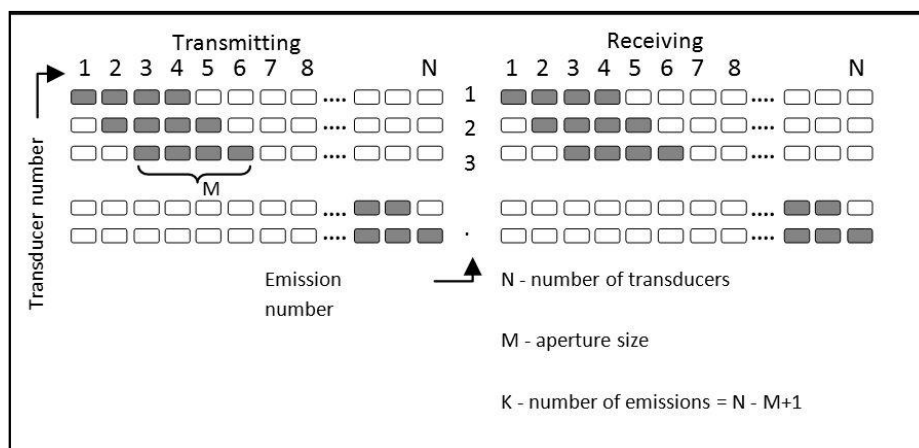 Transmitting
Receiving
1 2 3 4 5 6 7 8 N
1 2 3 4 5 6 7 8 N
Transducer number
.... 1 ....
.... 2 ....
.... 3 ....
M
.... ....
.... . ....
Emission
number
N - number of transducers
M - aperture size
K - number of emissions = N - M+1